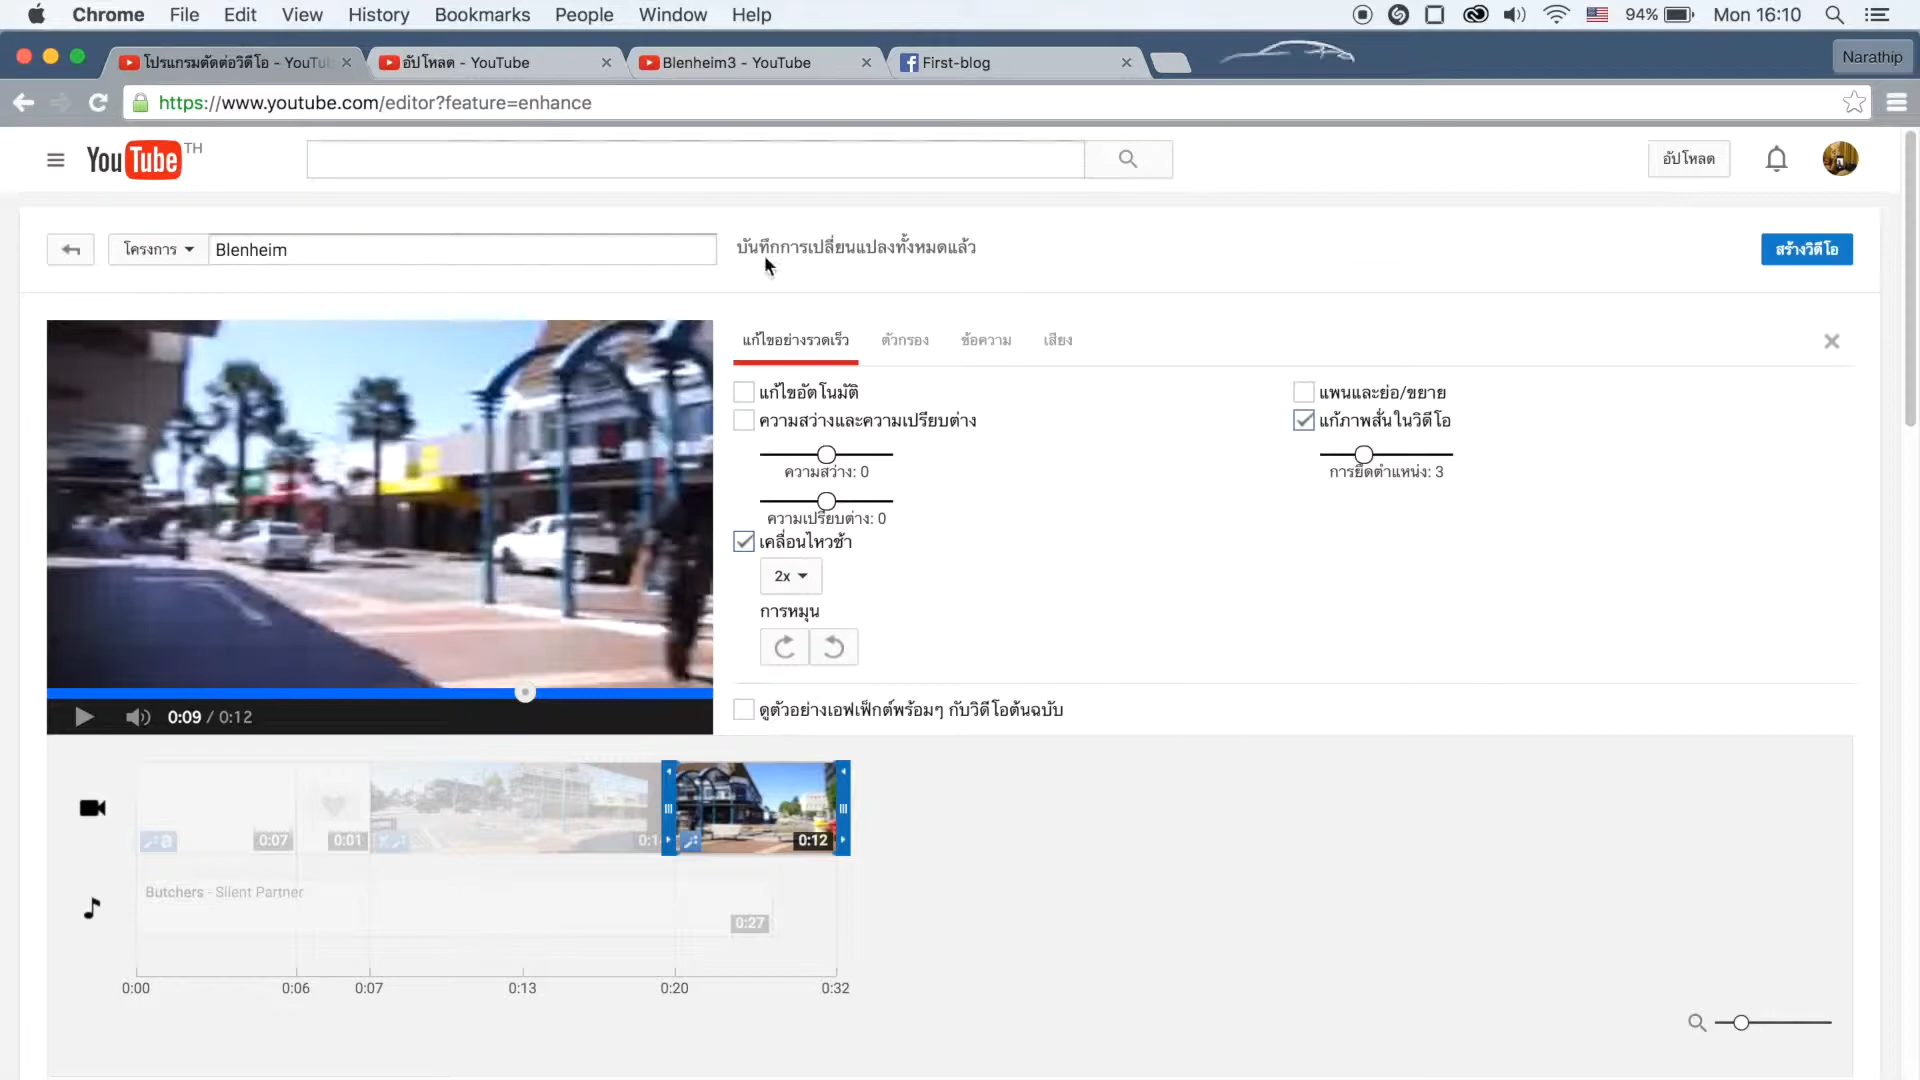 Chrome File Edit View History Bookmarks People Window Help 94% Mon 16:10
โปรแกรมตัดต่อวิดีโอ - YouTu อัปโหลด - YouTube Blenheim3 - YouTube First-blog Narathip
https://www.youtube.com/editor?feature=enhance
YouTube TH อัปโหลด
โครงการ Blenheim บันทึกการเปลี่ยนแปลงทั้งหมดแล้ว สร้างวิดีโอ
แก้ไขอย่างรวดเร็ว ตัวกรอง ข้อความ เสียง
แก้ไขอัตโนมัติ แพนและย่อ/ขยาย
ความสว่างและความเปรียบต่าง แก้ภาพสั่นในวิดีโอ
ความสว่าง: 0 การยึดตำแหน่ง: 3
ความเปรียบต่าง: 0
เคลื่อนไหวช้า
2x
การหมุน
ดูตัวอย่างเอฟเฟ็กต์พร้อมๆ กับวิดีโอต้นฉบับ
0:09 / 0:12
0:07 0:01 0:12
Butchers - Silent Partner
0:27
0:00 0:06 0:07 0:13 0:20 0:32